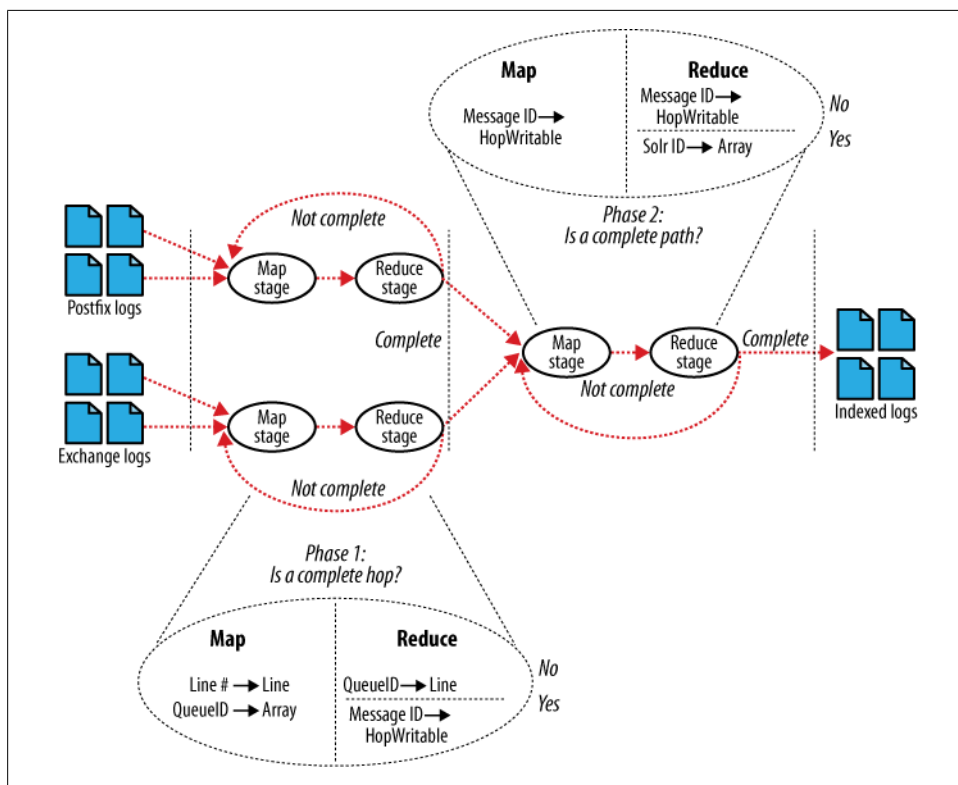 Map
Reduce
Message ID→
HopWritable
Message ID→
HopWritable
Solr ID→Array
No
Yes
Phase 2:
Is a complete path?
Not complete
Map
stage
Reduce
stage
Postfix logs
Complete
Map
stage
Reduce
stage
Complete
Not complete
Indexed logs
Map
stage
Reduce
stage
Exchange logs
Not complete
Phase 1:
Is a complete hop?
Map
Reduce
Line #→Line
QueueID→Array
QueueID→Line
Message ID→
HopWritable
No
Yes